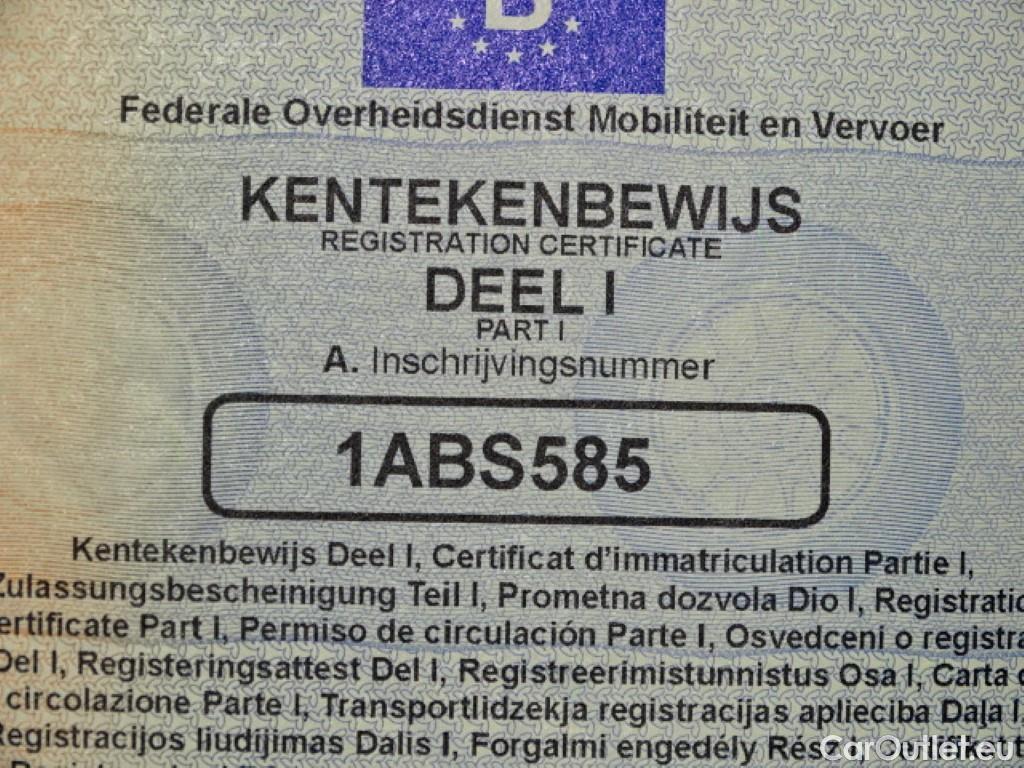 B
Federale Overheidsdienst Mobiliteit en Vervoer
KENTEKENBEWIJS
REGISTRATION CERTIFICATE
DEEL I
PART I
A. Inschrijvingsnummer
1ABS585
Kentekenbewijs Deel I, Certificat d'immatriculation Partie I,
Zulassungsbescheinigung Teil I, Prometna dozvola Dio I, Registratio
ertificate Part I, Permiso de circulación Parte I, Osvedcení o registra
Del I, Registeringsattest Del I, Registreerimistunnistus Osa I, Carta
circolazione Parte I, Transportlidzekja registracijas aplieciba Daļa I,
Registracijos liudijimas Dalis I, Forgalmi engedély Rész I,
CarOutlet.eu